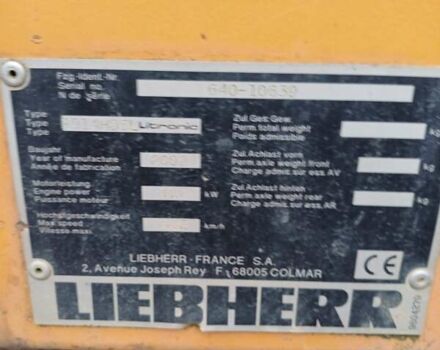 Fzg.-Ident.-Nr.
Serial no.
N de série
640-10639
Type
Type
Type
Litronic
Baujahr
Year of manufacture
Année de fabrication
Motorleistung
Engine power
Puissance moteur
kW
Höchstgeschwindigkeit
Max speed
Vitesse maxi.
km/h
Zul.Ges.Gew.
Perm.total weight
Poids admissible
kg
Zul.Achslast vorn
Perm.axle weight front
Charge admis.sur ess.AV
kg
Zul.Achslast hinten
Perm.axle weight rear
Charge admis.sur ess.AR
kg
LIEBHERR-FRANCE S.A.
2, Avenue Joseph Rey F-68005 COLMAR
CE
LIEBHERR